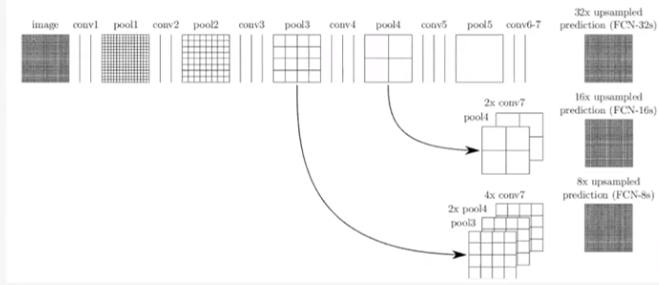 image conv1 pool1 conv2 pool2 conv3 pool3 conv4 pool4 conv5 pool5 conv6-7
32x upsampled
prediction (FCN-32s)
16x upsampled
prediction (FCN-16s)
2x conv7
pool4
8x upsampled
prediction (FCN-8s)
4x conv7
2x pool4
pool3